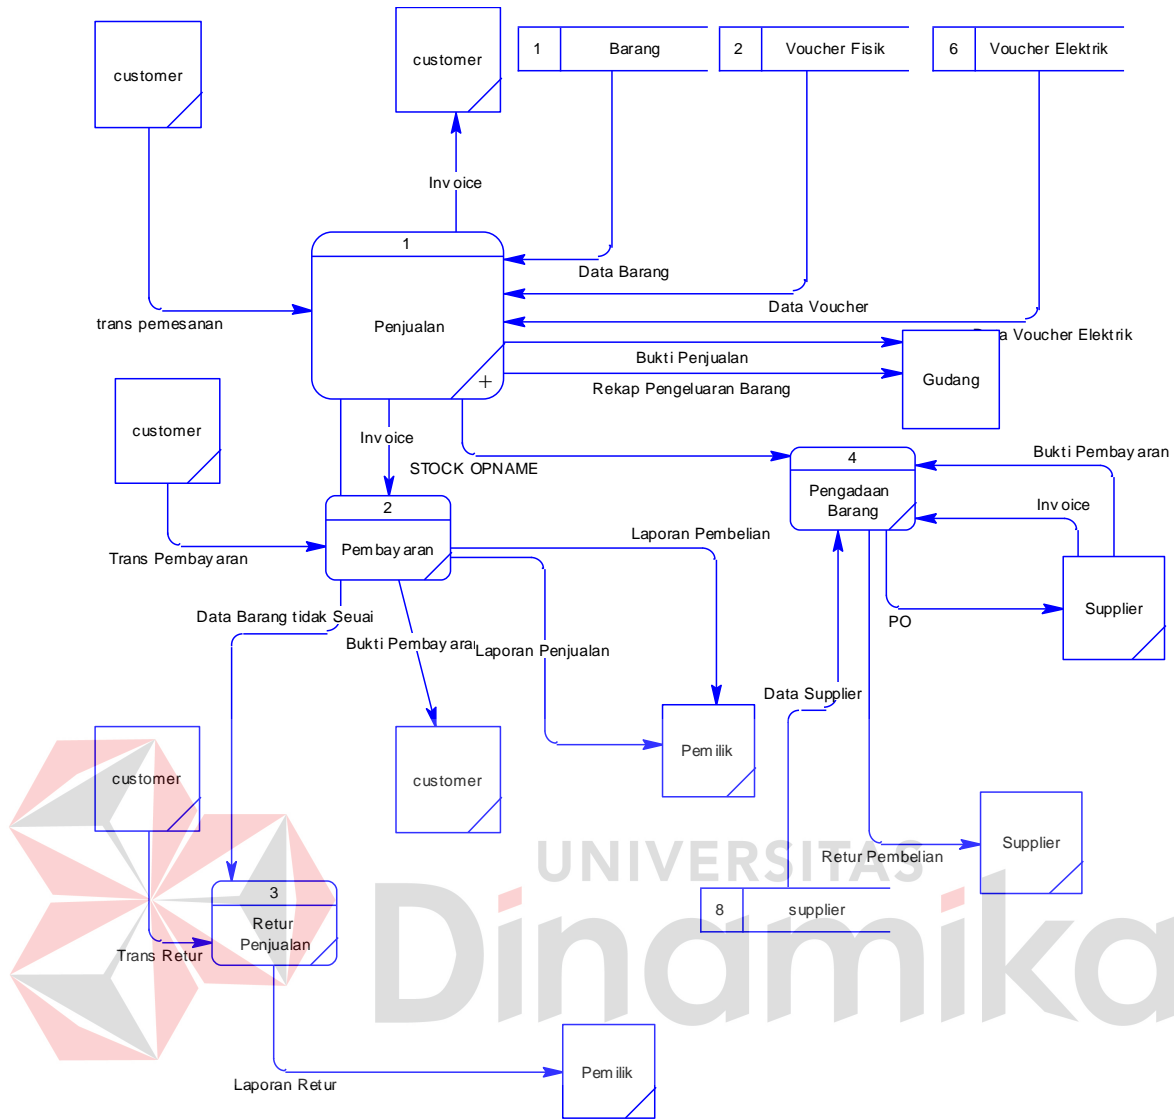 customer
customer
1
Barang
2
Voucher Fisik
6
Voucher Elektrik
Invoice
1
Penjualan
+
Data Barang
Data Voucher
trans pemesanan
a Voucher Elektrik
Bukti Penjualan
Rekap Pengeluaran Barang
Gudang
customer
Invoice
STOCK OPNAME
4
Pengadaan
Barang
Bukti Pembayaran
Invoice
2
Pembayaran
Trans Pembayaran
Laporan Pembelian
Data Barang tidak Seuai
Bukti Pembayaran
Laporan Penjualan
PO
Supplier
Data Supplier
customer
customer
Pemilik
Retur Pembelian
Supplier
UNIVERSITAS
Dinamika
3
Retur
Penjualan
Trans Retur
8
supplier
Laporan Retur
Pemilik